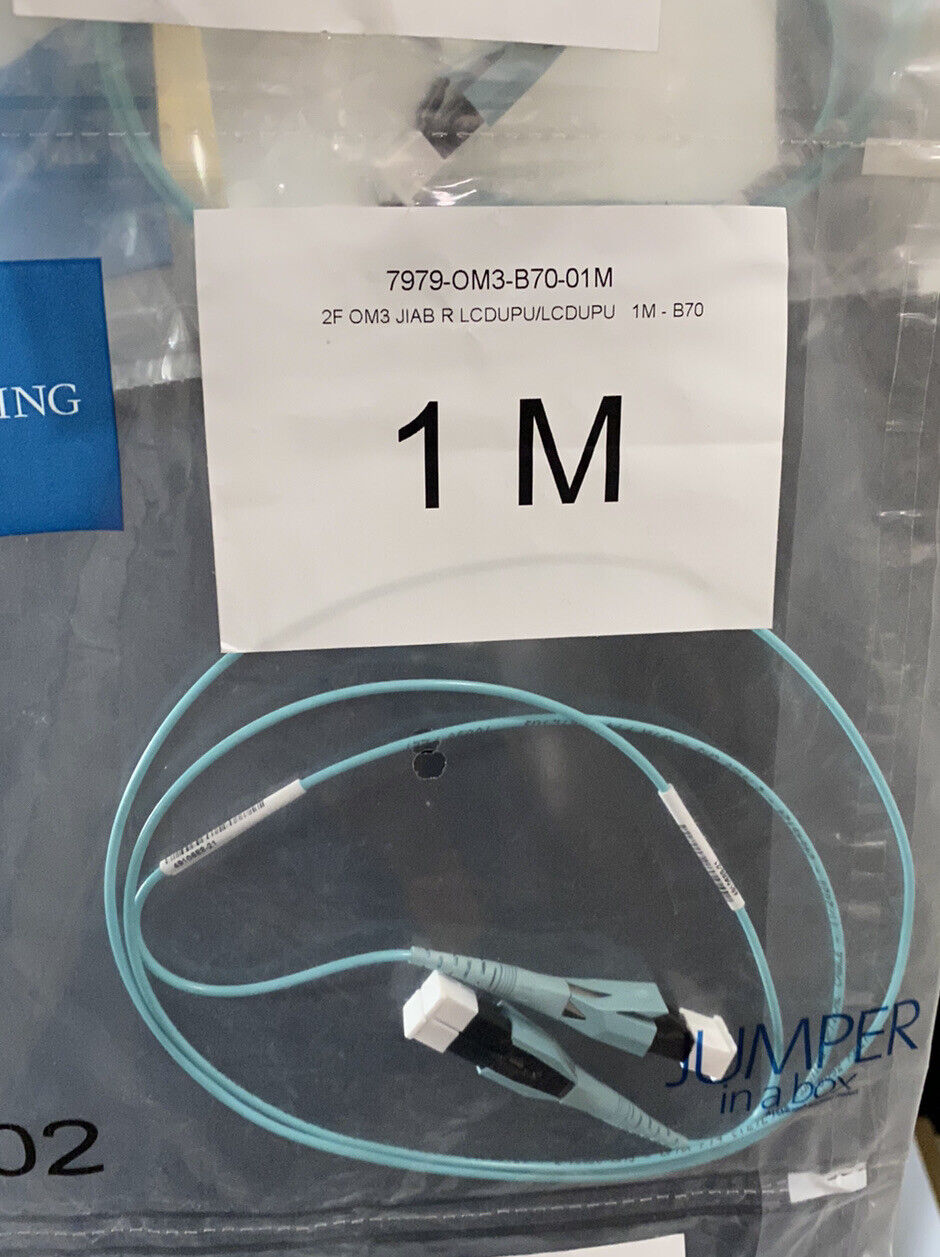 7979-OM3-B70-01M
2F OM3 JIAB R LCDUPU/LCDUPU 1M - B70
1 M
ING
JUMPER
in a box
02